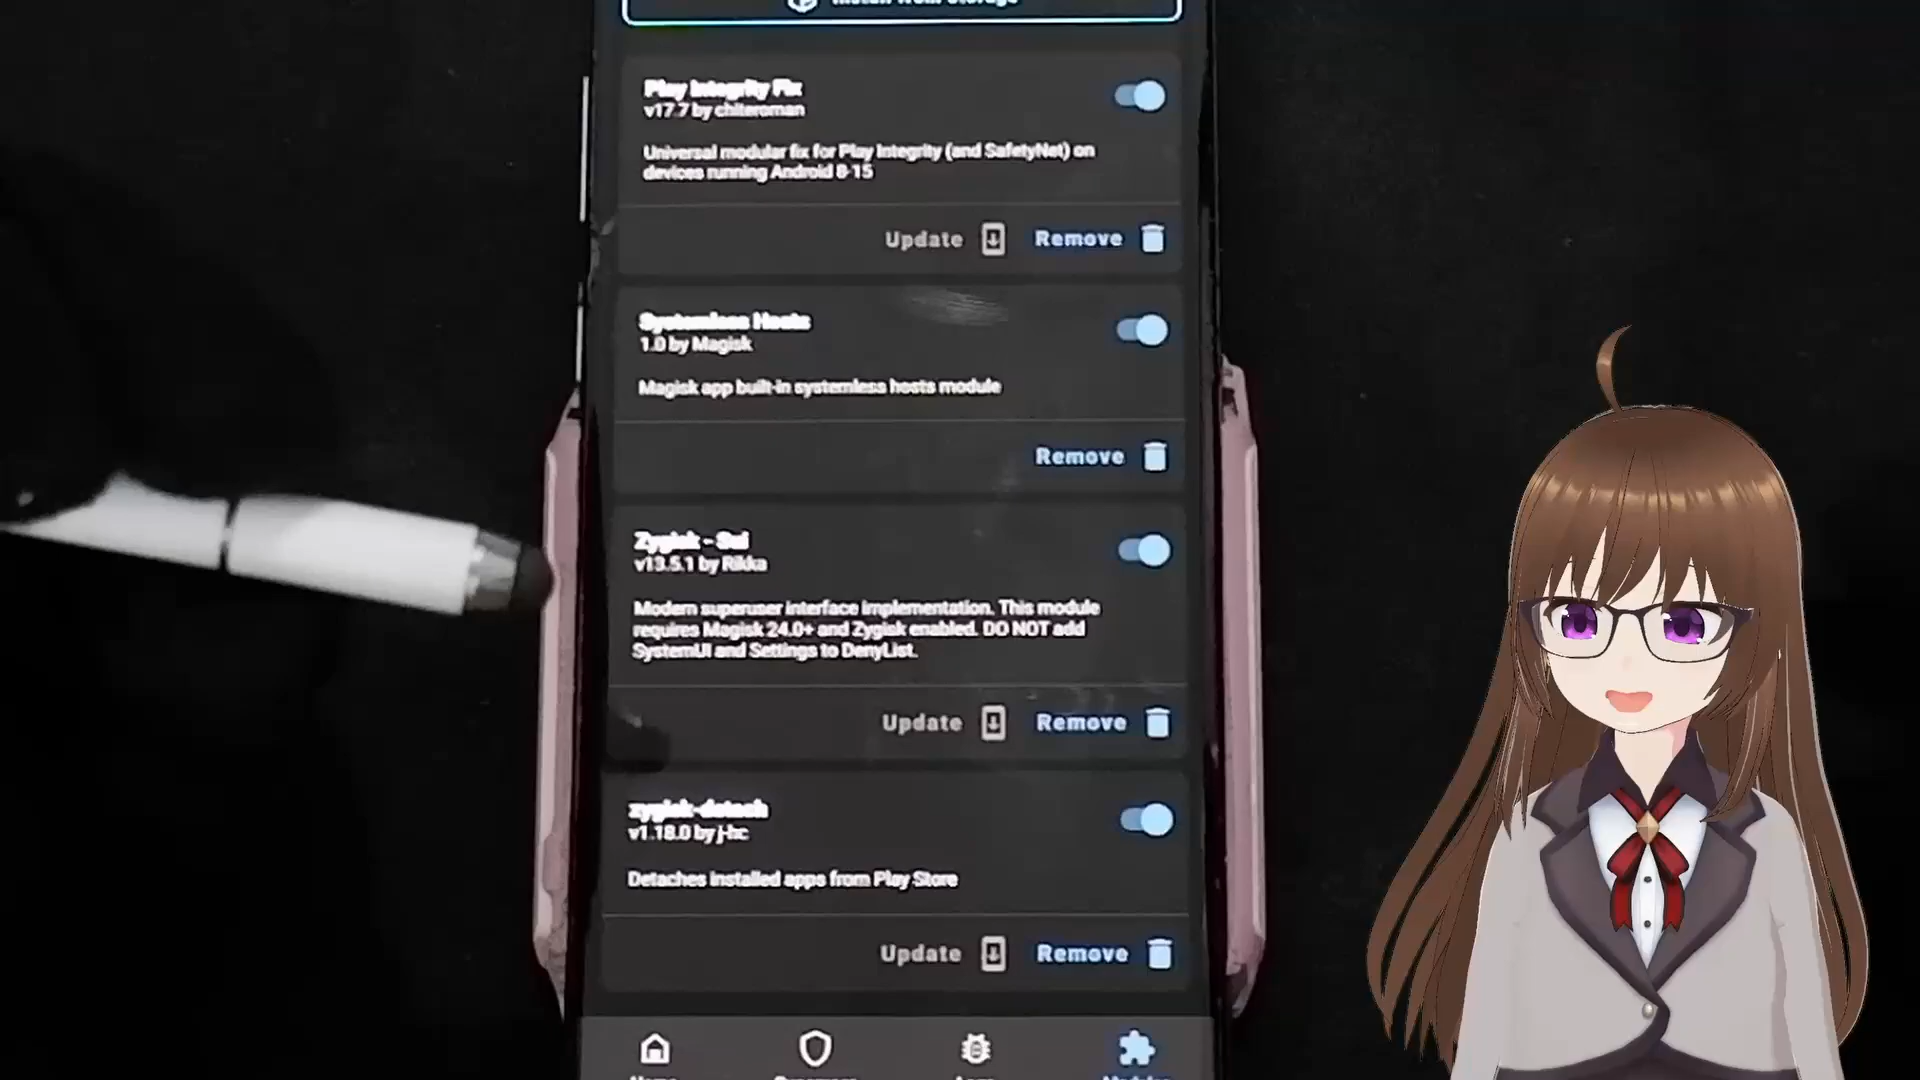 Install from storage
Play Integrity Fix
v17.7 by chiteroman
Universal modular fix for Play Integrity (and SafetyNet) on
devices running Android 8-15
Update
Remove
Systemless Hosts
1.0 by Magisk
Magisk app built-in systemless hosts module
Remove
Zygisk - Sui
v13.5.1 by Rikka
Modern superuser interface implementation. This module
requires Magisk 24.0+ and Zygisk enabled. DO NOT add
SystemUI and Settings to DenyList.
Update
Remove
zygisk-detach
v1.18.0 by j-hc
Detaches installed apps from Play Store
Update
Remove